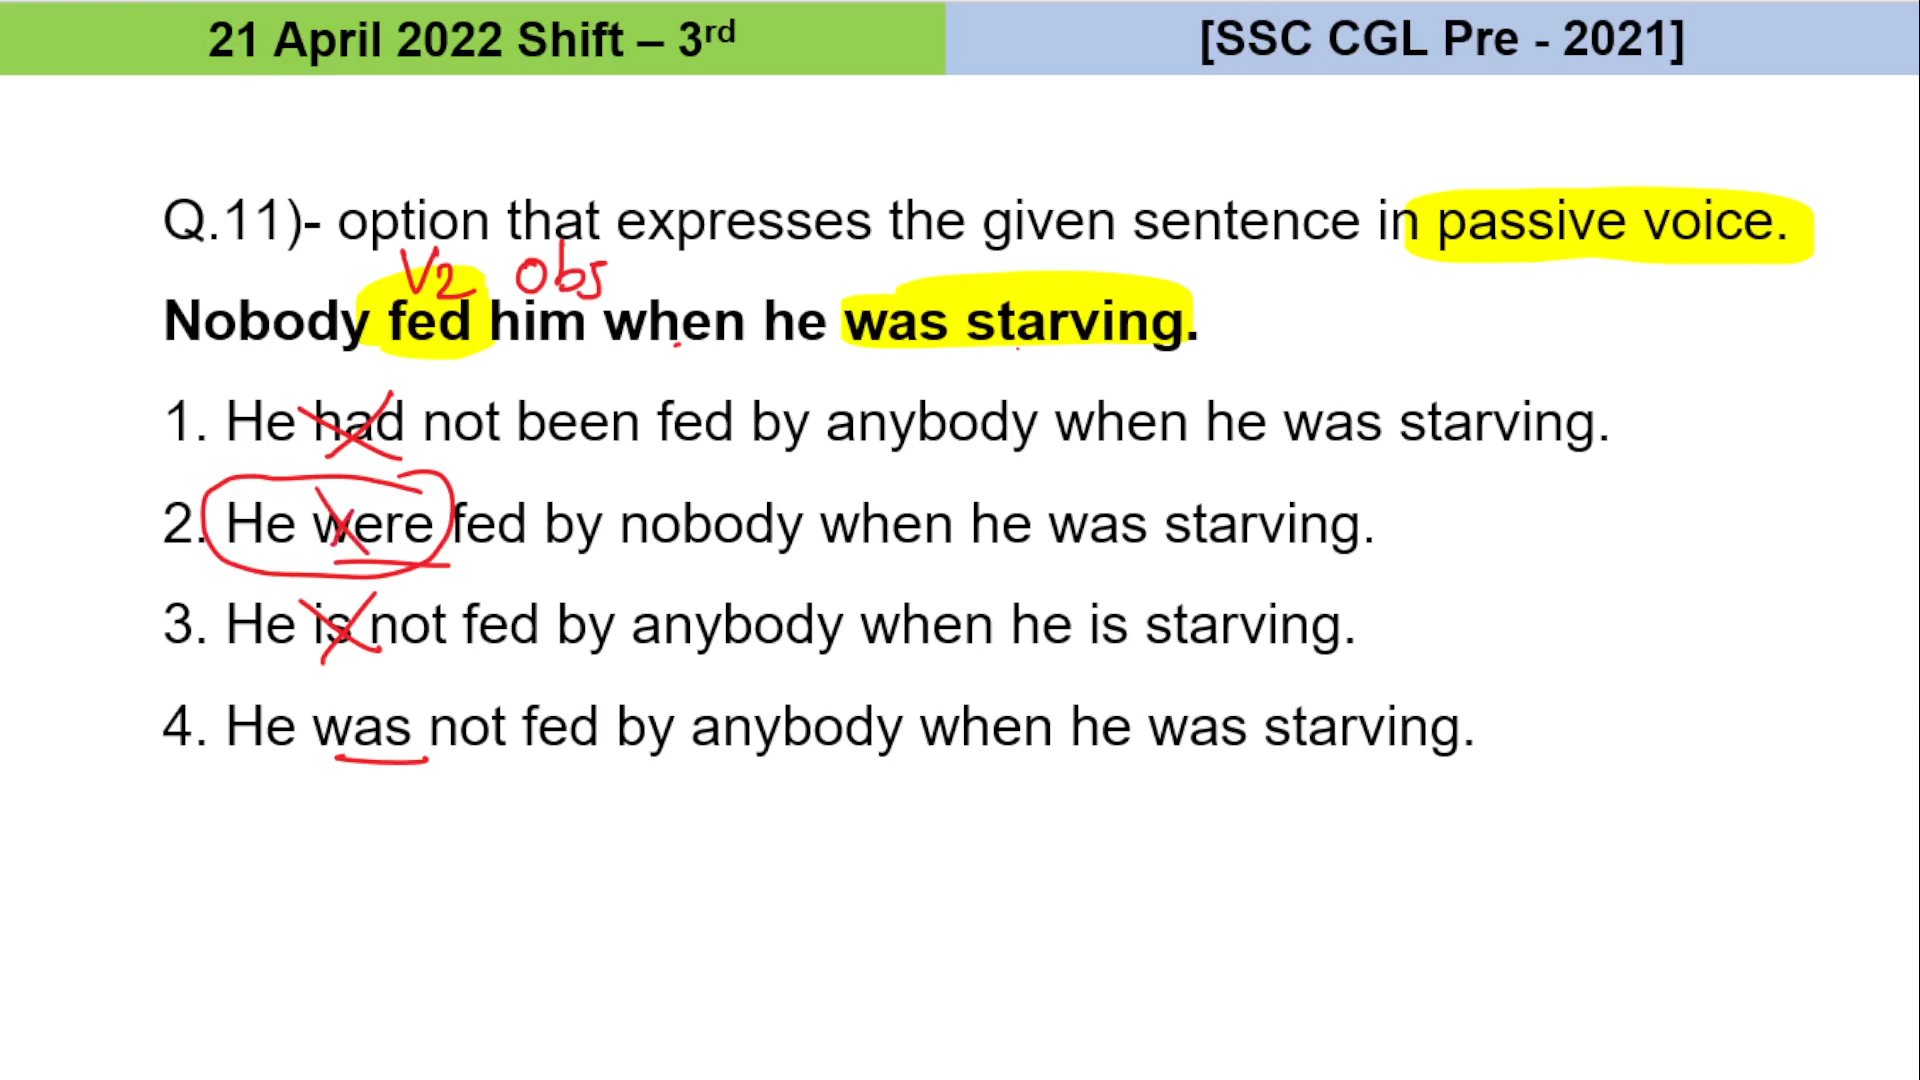 21 April 2022 Shift – 3rd
[SSC CGL Pre - 2021]
Q.11)- option that expresses the given sentence in passive voice.
V2 obj
Nobody fed him when he was starving.
1. He had not been fed by anybody when he was starving.
2. He were fed by nobody when he was starving.
3. He is not fed by anybody when he is starving.
4. He was not fed by anybody when he was starving.